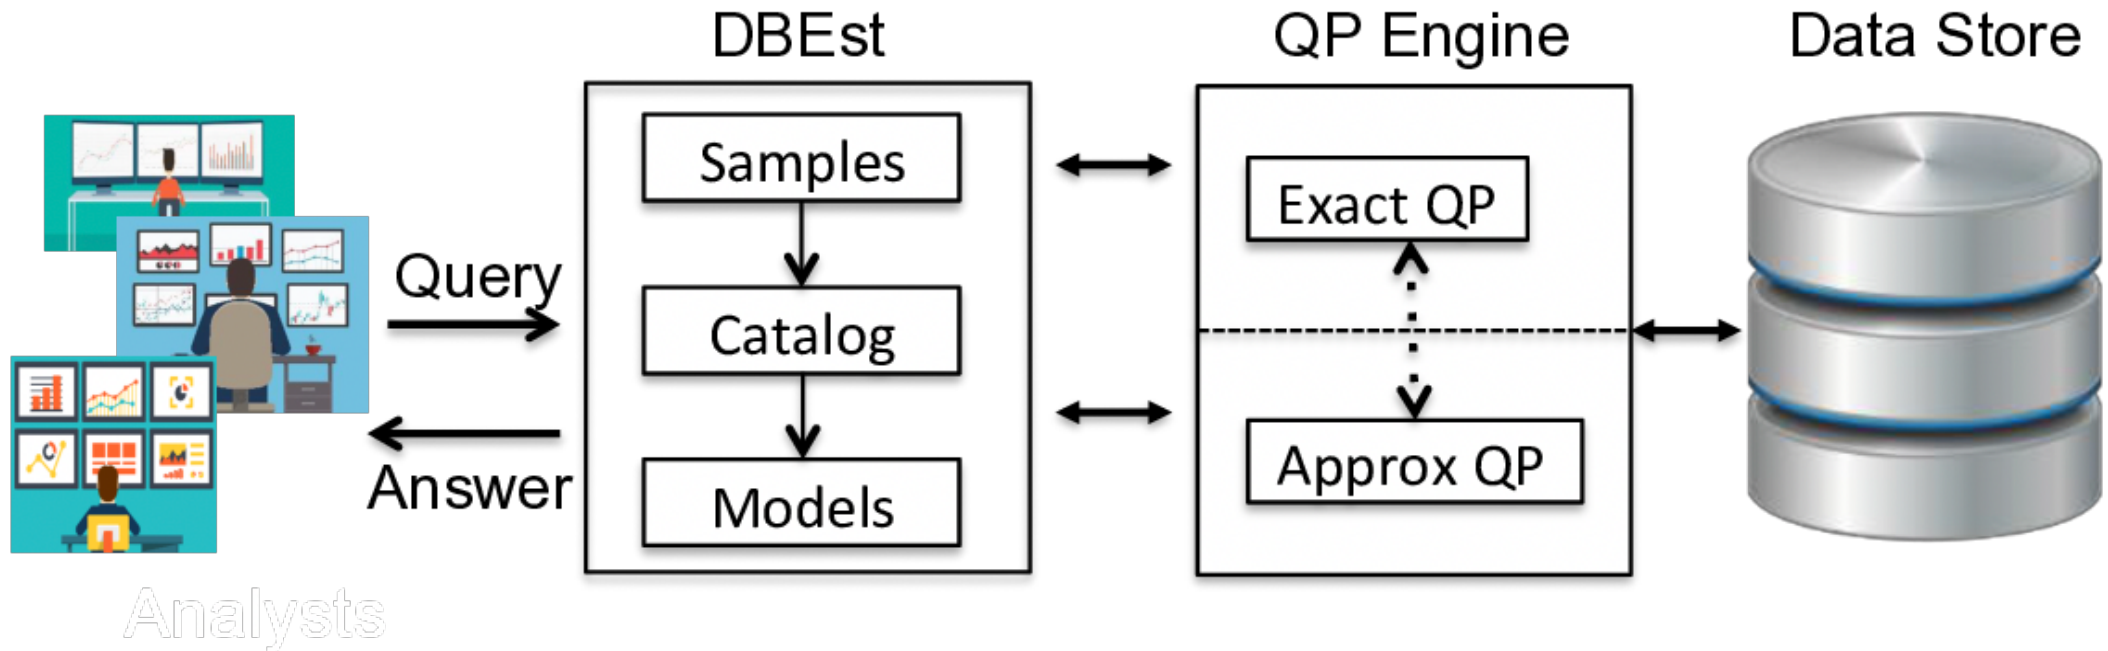 DBEst
QP Engine
Data Store
Samples
Exact QP
Query
Catalog
Approx QP
Answer
Models
Analysts